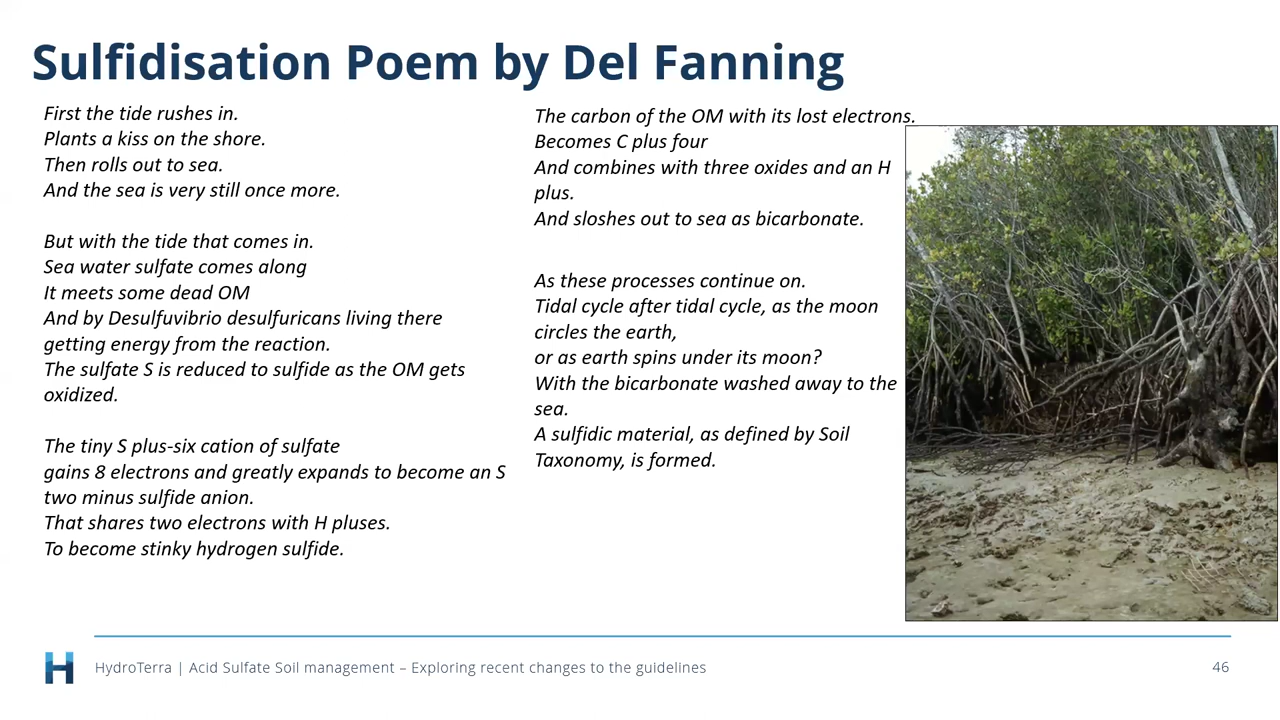 Sulfidisation Poem by Del Fanning
First the tide rushes in.
Plants a kiss on the shore.
Then rolls out to sea.
And the sea is very still once more.
But with the tide that comes in.
Sea water sulfate comes along
It meets some dead OM
And by Desulfuvibrio desulfuricans living there
getting energy from the reaction.
The sulfate S is reduced to sulfide as the OM gets
oxidized.
The tiny S plus-six cation of sulfate
gains 8 electrons and greatly expands to become an S
two minus sulfide anion.
That shares two electrons with H pluses.
To become stinky hydrogen sulfide.
The carbon of the OM with its lost electrons.
Becomes C plus four
And combines with three oxides and an H
plus.
And sloshes out to sea as bicarbonate.
As these processes continue on.
Tidal cycle after tidal cycle, as the moon
circles the earth,
or as earth spins under its moon?
With the bicarbonate washed away to the
sea.
A sulfidic material, as defined by Soil
Taxonomy, is formed.
HydroTerra | Acid Sulfate Soil management – Exploring recent changes to the guidelines
46